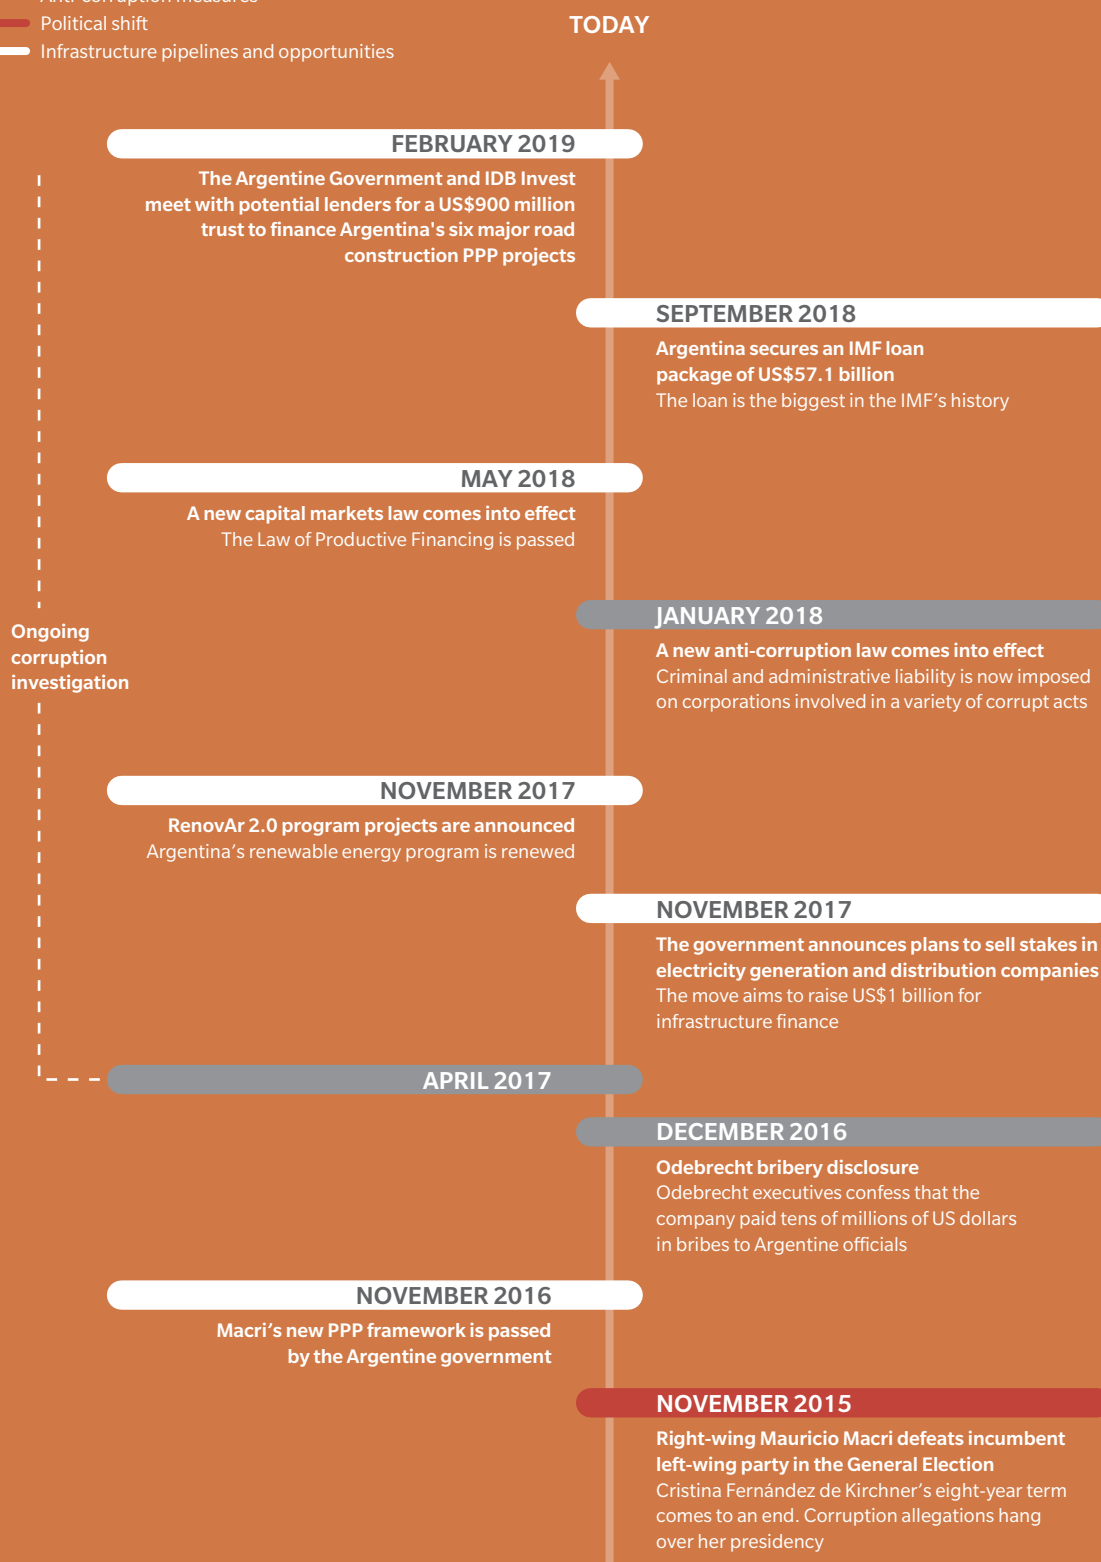 Anti-corruption measures
Political shift
Infrastructure pipelines and opportunities
TODAY
FEBRUARY 2019
The Argentine Government and IDB Invest
meet with potential lenders for a US$900 million
trust to finance Argentina's six major road
construction PPP projects
SEPTEMBER 2018
Argentina secures an IMF loan
package of US$57.1 billion
The loan is the biggest in the IMF’s history
MAY 2018
A new capital markets law comes into effect
The Law of Productive Financing is passed
JANUARY 2018
A new anti-corruption law comes into effect
Criminal and administrative liability is now imposed
on corporations involved in a variety of corrupt acts
Ongoing
corruption
investigation
NOVEMBER 2017
RenovAr 2.0 program projects are announced
Argentina’s renewable energy program is renewed
NOVEMBER 2017
The government announces plans to sell stakes in
electricity generation and distribution companies
The move aims to raise US$1 billion for
infrastructure finance
APRIL 2017
DECEMBER 2016
Odebrecht bribery disclosure
Odebrecht executives confess that the
company paid tens of millions of US dollars
in bribes to Argentine officials
NOVEMBER 2016
Macri’s new PPP framework is passed
by the Argentine government
NOVEMBER 2015
Right-wing Mauricio Macri defeats incumbent
left-wing party in the General Election
Cristina Fernández de Kirchner’s eight-year term
comes to an end. Corruption allegations hang
over her presidency